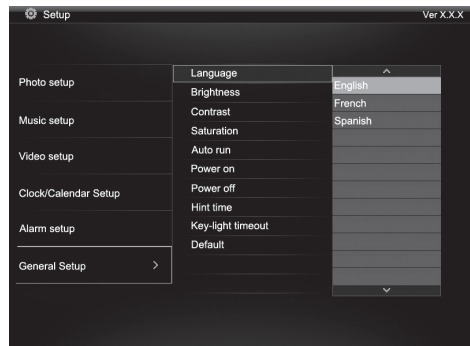 Setup
Ver X.X.X
Photo setup
Music setup
Video setup
Clock/Calendar Setup
Alarm setup
General Setup
Language
Brightness
Contrast
Saturation
Auto run
Power on
Power off
Hint time
Key-light timeout
Default
English
French
Spanish